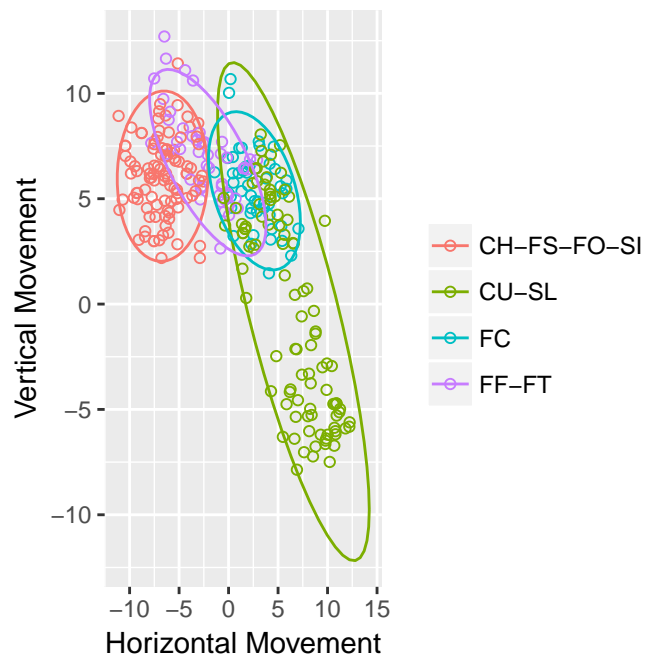 Vertical Movement
10
5
0
−5
−10
−10 −5 0 5 10 15
Horizontal Movement
CH−FS−FO−SI
CU−SL
FC
FF−FT